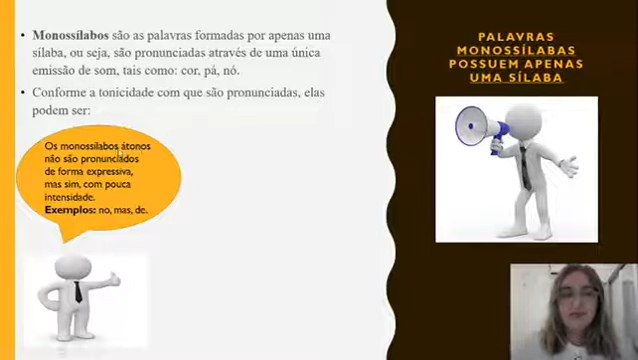 Monossílabos são as palavras formadas por apenas uma
sílaba, ou seja, são pronunciadas através de uma única
emissão de som, tais como: cor, pá, nó.
Conforme a tonicidade com que são pronunciadas, elas
podem ser:
Os monossílabos átonos
não são pronunciados
de forma expressiva,
mas sim, com pouca
intensidade.
Exemplos: no, mas, de.
PALAVRAS
MONOSSÍLABAS
POSSUEM APENAS
UMA SÍLABA